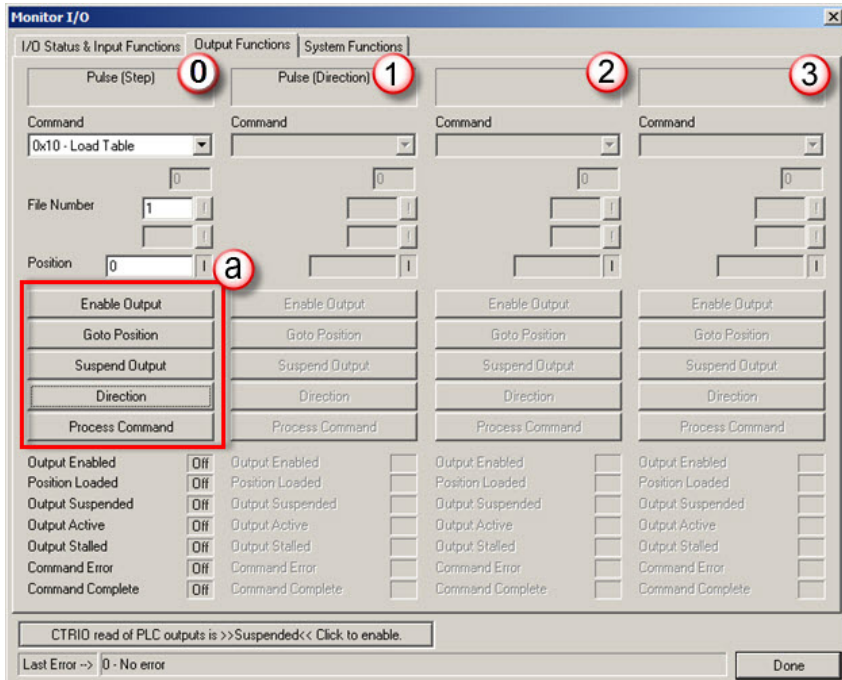 Monitor I/O
I/O Status & Input Functions Output Functions System Functions
Pulse (Step) 0 Pulse (Direction) 1 2 3
Command Command Command Command
0x10 - Load Table
0 0 0 0
File Number 1 I I I I
I I I I
Position 0 I a I I I
Enable Output Enable Output Enable Output Enable Output
Goto Position Goto Position Goto Position Goto Position
Suspend Output Suspend Output Suspend Output Suspend Output
Direction Direction Direction Direction
Process Command Process Command Process Command Process Command
Output Enabled Off Output Enabled Output Enabled Output Enabled
Position Loaded Off Position Loaded Position Loaded Position Loaded
Output Suspended Off Output Suspended Output Suspended Output Suspended
Output Active Off Output Active Output Active Output Active
Output Stalled Off Output Stalled Output Stalled Output Stalled
Command Error Off Command Error Command Error Command Error
Command Complete Off Command Complete Command Complete Command Complete
CTRIO read of PLC outputs is >>Suspended<< Click to enable.
Last Error --> 0 - No error Done